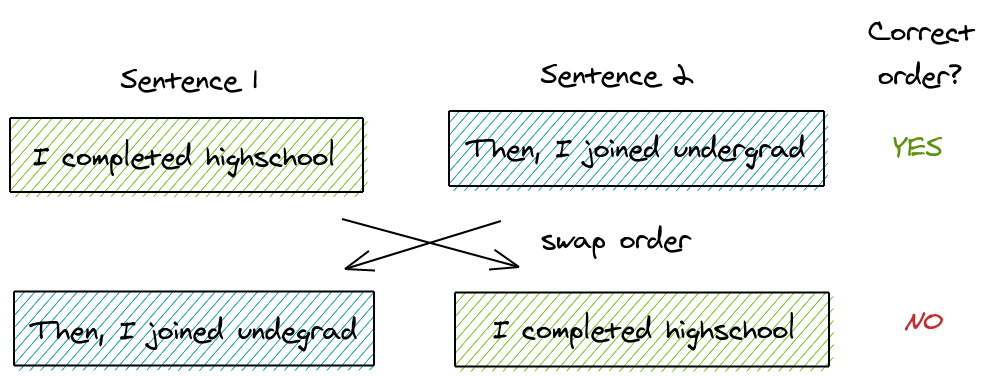 Correct
order?
Sentence 1
Sentence 2
I completed highschool
Then, I joined undergrad
YES
swap order
Then, I joined undegrad
I completed highschool
NO